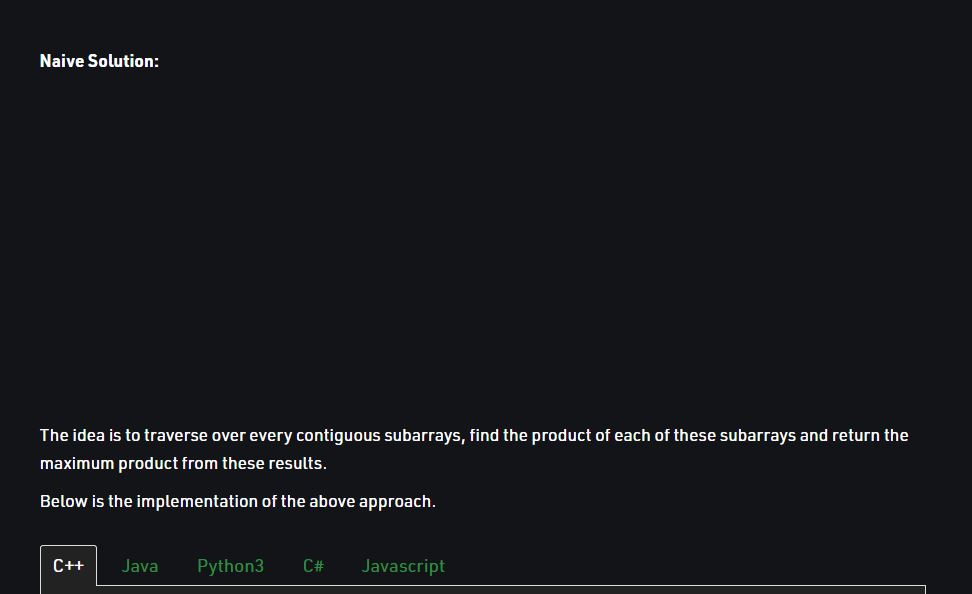 Naive Solution:
The idea is to traverse over every contiguous subarrays, find the product of each of these subarrays and return the
maximum product from these results.
Below is the implementation of the above approach.
C++ Java Python3 C# Javascript